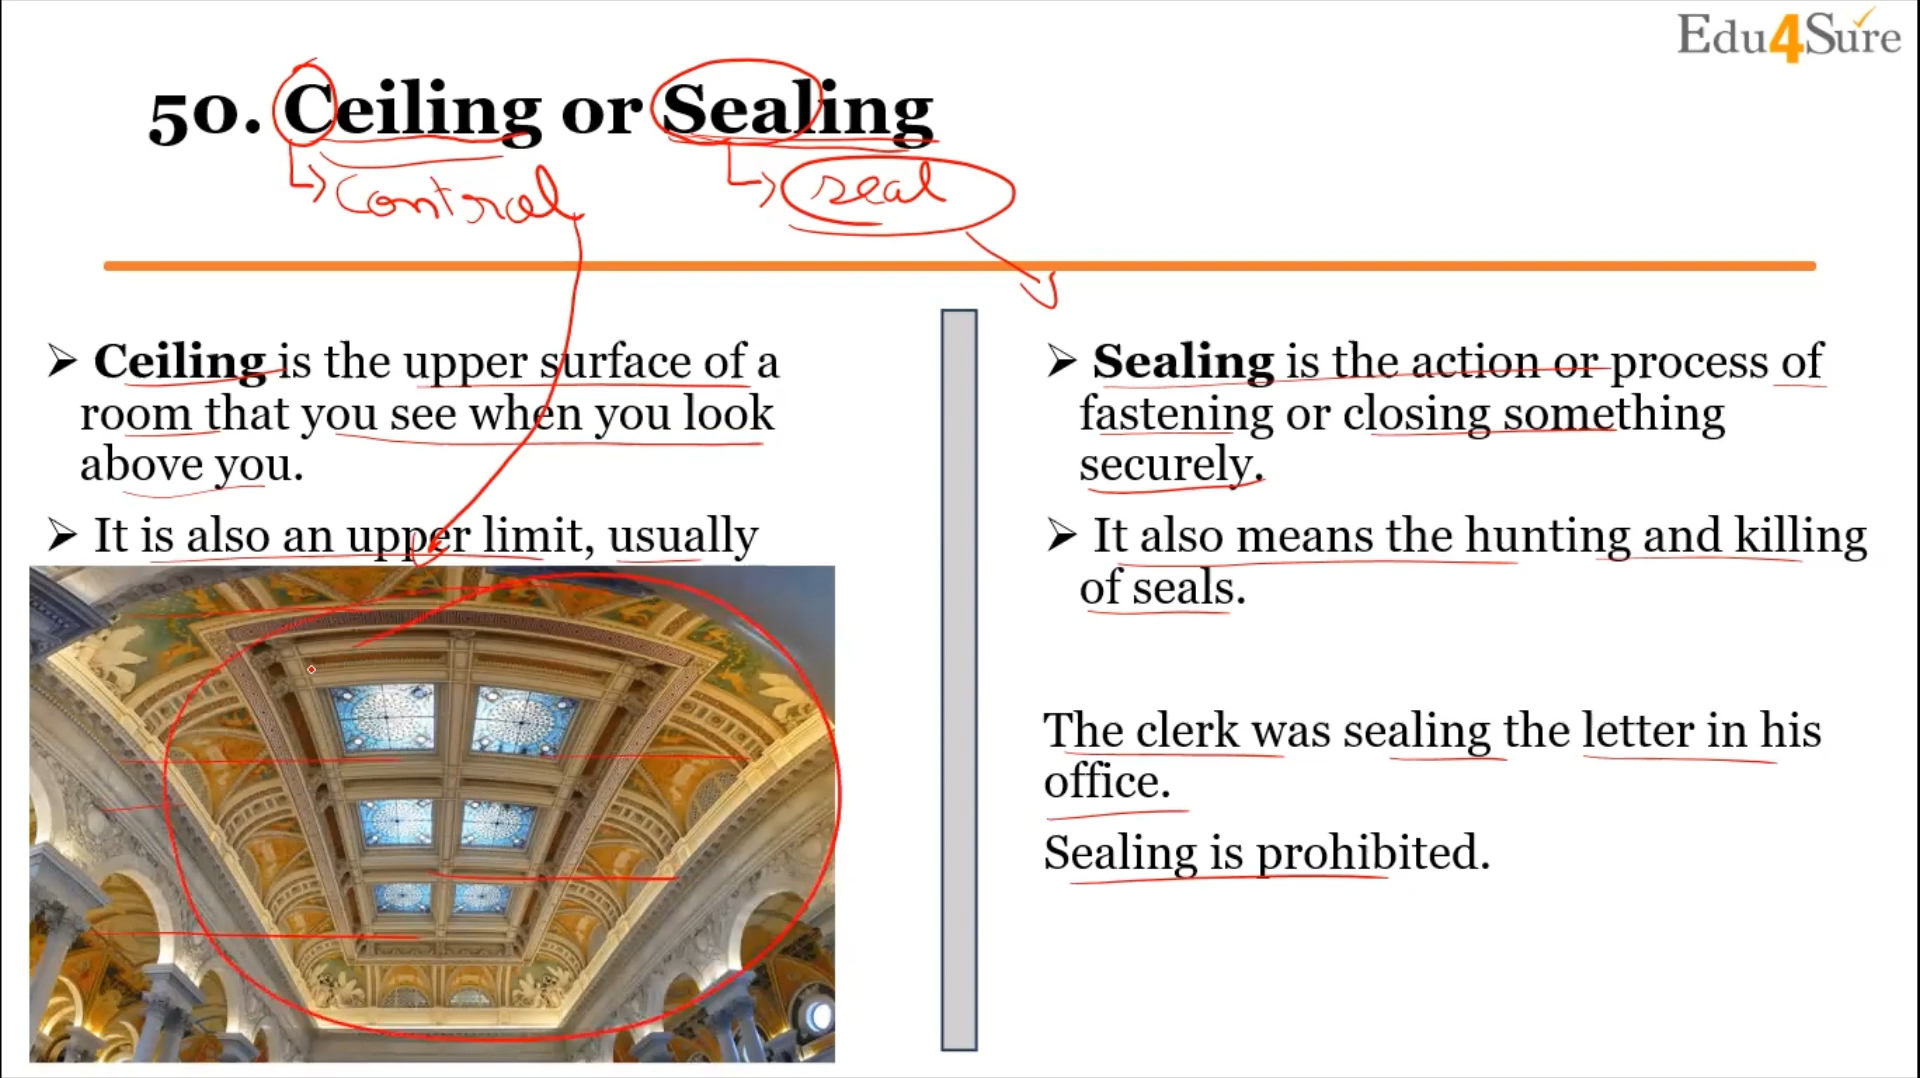 Edu4Sure
50. Ceiling or Sealing
Control
seal
Ceiling is the upper surface of a
room that you see when you look
above you.
It is also an upper limit, usually
Sealing is the action or process of
fastening or closing something
securely.
It also means the hunting and killing
of seals.
The clerk was sealing the letter in his
office.
Sealing is prohibited.